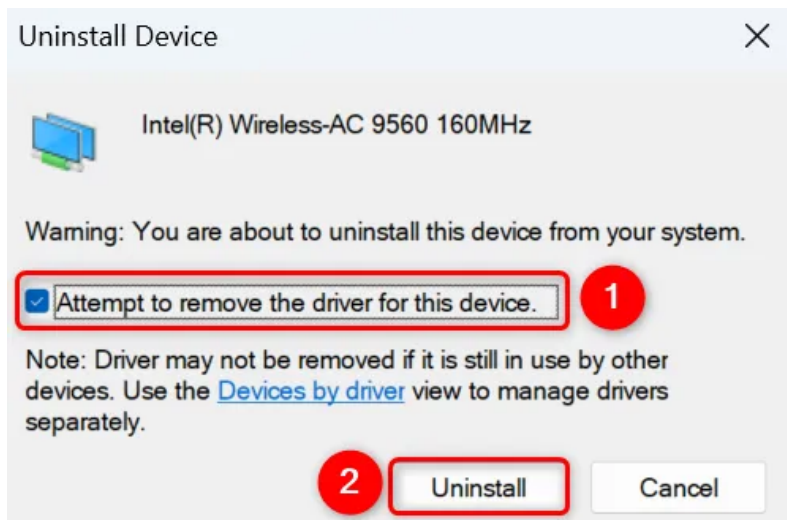 Uninstall Device
Intel(R) Wireless-AC 9560 160MHz
Warning: You are about to uninstall this device from your system.
Attempt to remove the driver for this device.
1
Note: Driver may not be removed if it is still in use by other
devices. Use the Devices by driver view to manage drivers
separately.
2
Uninstall
Cancel